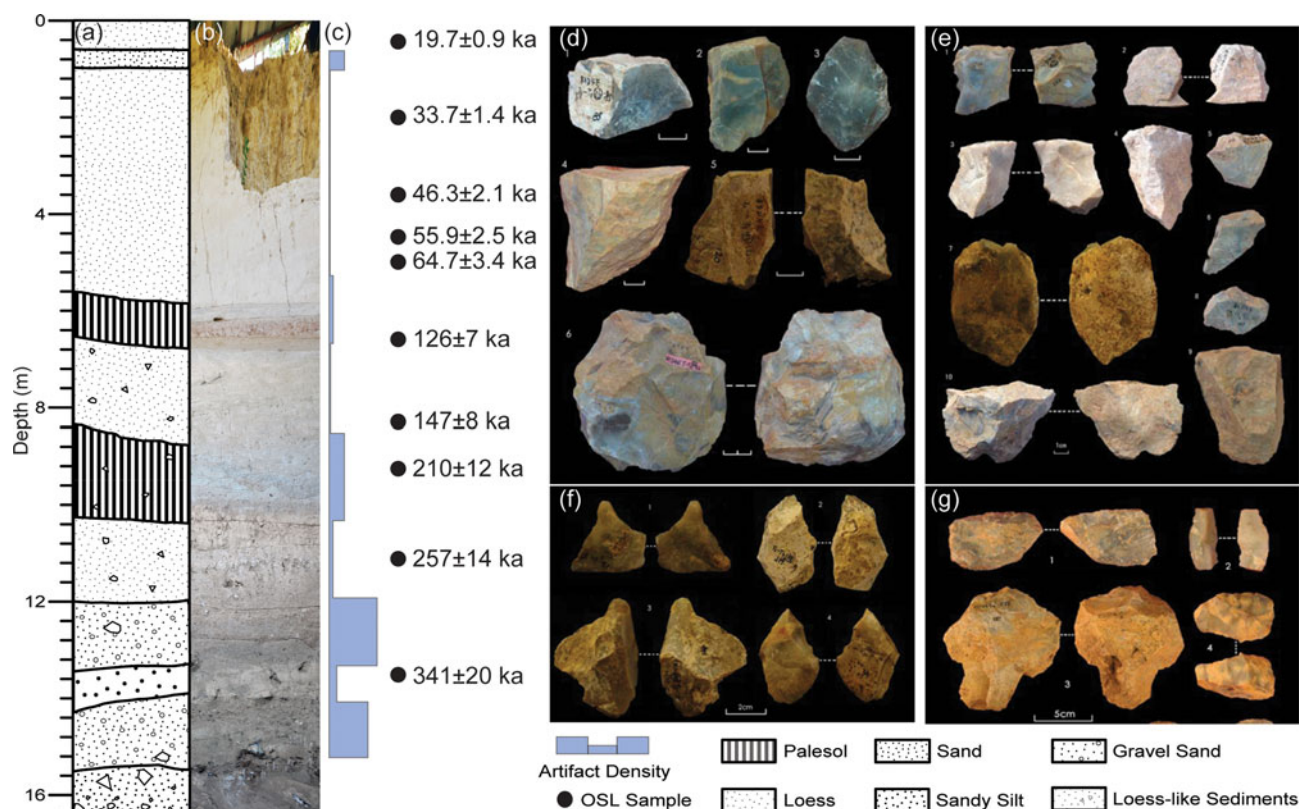 (a)
(b)
(c)
(d)
(e)
(f)
(g)
Depth (m)
0
4
8
12
16
19.7±0.9 ka
33.7±1.4 ka
46.3±2.1 ka
55.9±2.5 ka
64.7±3.4 ka
126±7 ka
147±8 ka
210±12 ka
257±14 ka
341±20 ka
1
2
3
4
5
6
1
2
3
4
5
6
7
8
9
10
1cm
1
2
3
4
2cm
1
2
3
4
5cm
Artifact Density
OSL Sample
Palesol
Sand
Gravel Sand
Loess
Sandy Silt
Loess-like Sediments